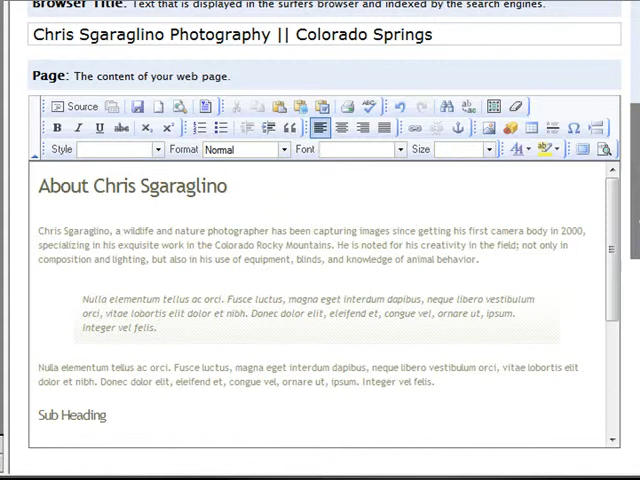 Browser Title: Text that is displayed in the surfers browser and indexed by the search engines.
Chris Sgaraglino Photography || Colorado Springs
Page: The content of your web page.
Source
B I U abc x₂ x²
Style Format Normal Font Size
About Chris Sgaraglino
Chris Sgaraglino, a wildlife and nature photographer has been capturing images since getting his first camera body in 2000,
specializing in his exquisite work in the Colorado Rocky Mountains. He is noted for his creativity in the field; not only in
composition and lighting, but also in his use of equipment, blinds, and knowledge of animal behavior.
Nulla elementum tellus ac orci. Fusce luctus, magna eget interdum dapibus, neque libero vestibulum
orci, vitae lobortis elit dolor et nibh. Donec dolor elit, eleifend et, congue vel, ornare ut, ipsum.
Integer vel felis.
Nulla elementum tellus ac orci. Fusce luctus, magna eget interdum dapibus, neque libero vestibulum orci, vitae lobortis elit
dolor et nibh. Donec dolor elit, eleifend et, congue vel, ornare ut, ipsum. Integer vel felis.
Sub Heading